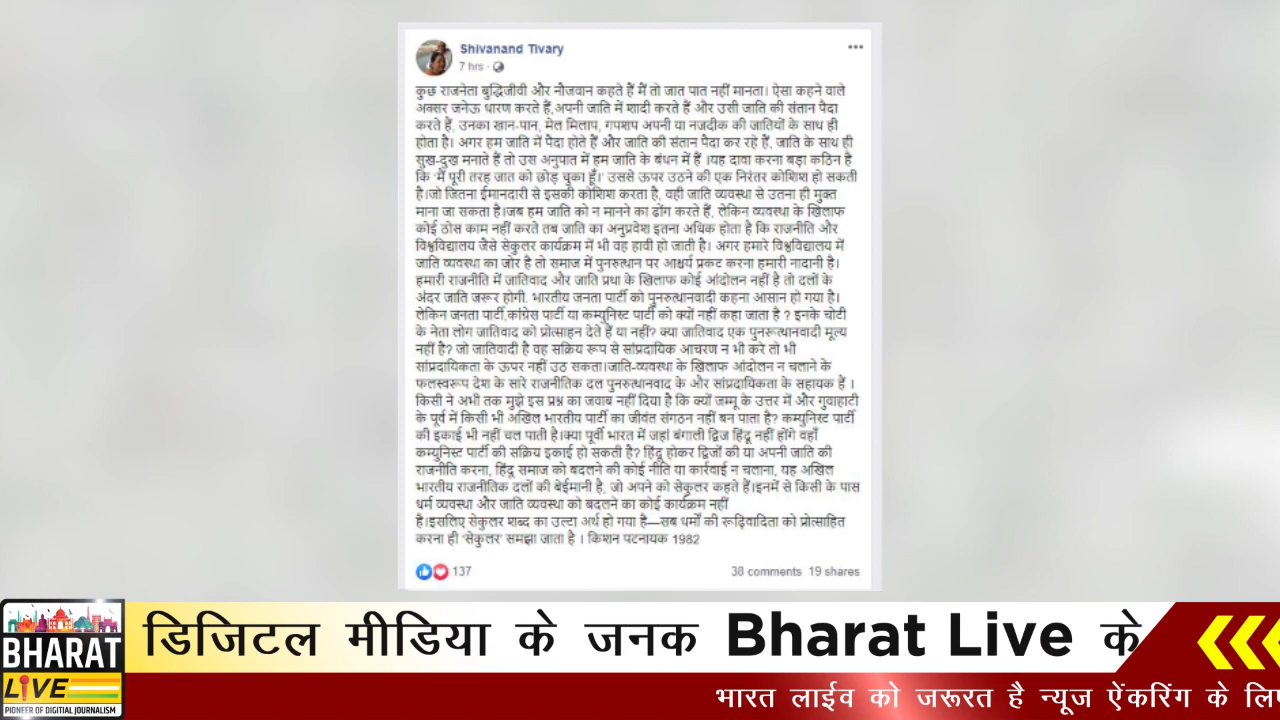 Shivanand Tivary
7 hrs
कुछ राजनेता बुद्धिजीवी और नौजवान कहते हैं मैं तो जात पात नहीं मानता। ऐसा कहने वाले
अक्सर जनेऊ धारण करते हैं,अपनी जाति में शादी करते हैं और उसी जाति की संतान पैदा
करते हैं, उनका खान-पान, मेल मिलाप, गपशप अपनी या नजदीक की जातियों के साथ ही
होता है। अगर हम जाति में पैदा होते हैं और जाति की संतान पैदा कर रहे हैं, जाति के साथ ही
सुख-दुख मनाते हैं तो उस अनुपात में हम जाति के बंधन में हैं ।यह दावा करना बड़ा कठिन है
कि 'मैं पूरी तरह जात को छोड़ चुका हूँ।' उससे ऊपर उठने की एक निरंतर कोशिश हो सकती
है।जो जितना ईमानदारी से इसकी कोशिश करता है, वही जाति व्यवस्था से उतना ही मुक्त
माना जा सकता है।जब हम जाति को न मानने का ढोंग करते हैं, लेकिन व्यवस्था के खिलाफ
कोई ठोस काम नहीं करते तब जाति का अनुप्रवेश इतना अधिक होता है कि राजनीति और
विश्वविद्यालय जैसे सेकुलर कार्यक्रम में भी वह हावी हो जाती है। अगर हमारे विश्वविद्यालय में
जाति व्यवस्था का जोर है तो समाज में पुनरुत्थान पर आश्चर्य प्रकट करना हमारी नादानी है।
हमारी राजनीति में जातिवाद और जाति प्रथा के खिलाफ कोई आंदोलन नहीं है तो दलों के
अंदर जाति जरूर होगी. भारतीय जनता पार्टी को पुनरुत्थानवादी कहना आसान हो गया है।
लेकिन जनता पार्टी,कांग्रेस पार्टी या कम्युनिस्ट पार्टी को क्यों नहीं कहा जाता है ? इनके चोटी
के नेता लोग जातिवाद को प्रोत्साहन देते हैं या नहीं? क्या जातिवाद एक पुनरूत्थानवादी मूल्य
नहीं है? जो जातिवादी है वह सक्रिय रूप से सांप्रदायिक आचरण न भी करे तो भी
सांप्रदायिकता के ऊपर नहीं उठ सकता।जाति-व्यवस्था के खिलाफ आंदोलन न चलाने के
फलस्वरूप देश के सारे राजनीतिक दल पुनरुत्थानवाद के और सांप्रदायिकता के सहायक हैं ।
किसी ने अभी तक मुझे इस प्रश्न का जवाब नहीं दिया है कि क्यों जम्मू के उत्तर में और गुवाहाटी
के पूर्व में किसी भी अखिल भारतीय पार्टी का जीवंत संगठन नहीं बन पाता है? कम्युनिस्ट पार्टी
की इकाई भी नहीं चल पाती है।क्या पूर्वी भारत में जहां बंगाली द्विज हिंदू नहीं होंगे वहाँ
कम्युनिस्ट पार्टी की सक्रिय इकाई हो सकती है? हिंदू होकर द्विजों की या अपनी जाति की
राजनीति करना, हिंदू समाज को बदलने की कोई नीति या कार्रवाई न चलाना, यह अखिल
भारतीय राजनीतिक दलों की बेईमानी है, जो अपने को सेकुलर कहते हैं।इनमें से किसी के पास
धर्म व्यवस्था और जाति व्यवस्था को बदलने का कोई कार्यक्रम नहीं
है।इसलिए सेकुलर शब्द का उल्टा अर्थ हो गया है—सब धर्मों की रूढ़िवादिता को प्रोत्साहित
करना ही 'सेकुलर' समझा जाता है । किशन पटनायक 1982
137
38 comments 19 shares
डिजिटल मीडिया के जनक Bharat Live के
BHARAT
LIVE
PIONEER OF DIGITAL JOURNALISM
भारत लाईव को जरूरत है न्यूज ऐंकरिंग के लि